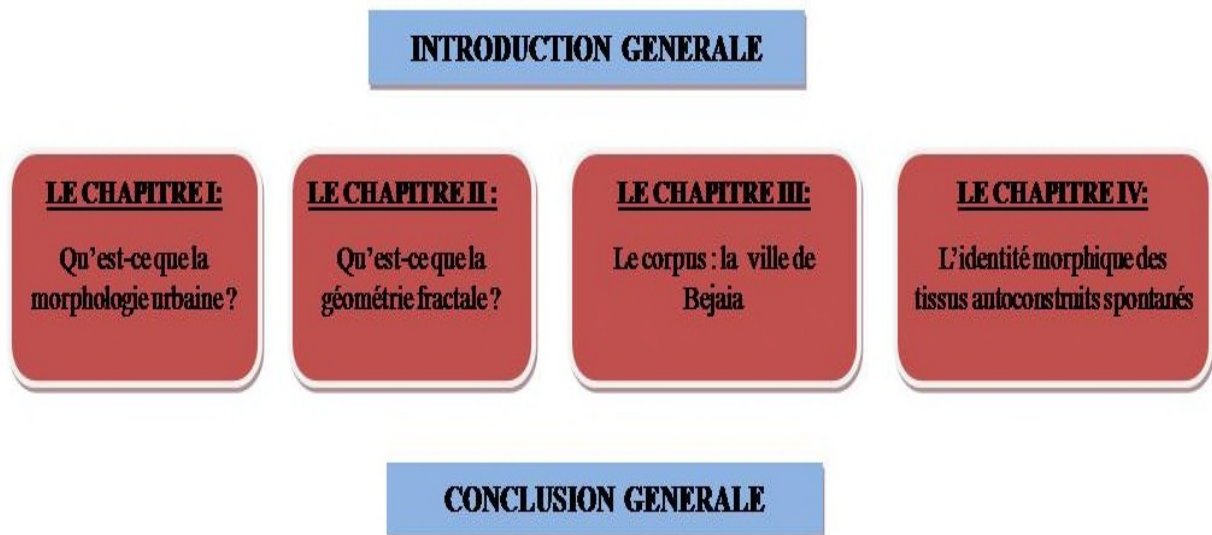 INTRODUCTION GENERALE
LE CHAPITRE I:
Qu'est-ce que la
morphologie urbaine ?
LE CHAPITRE II :
Qu'est-ce que la
géométrie fractale ?
LE CHAPITRE III:
Le corpus : la ville de
Bejaia
LE CHAPITRE IV:
L'identité morphique des
tissus autoconstruits spontanés
CONCLUSION GENERALE